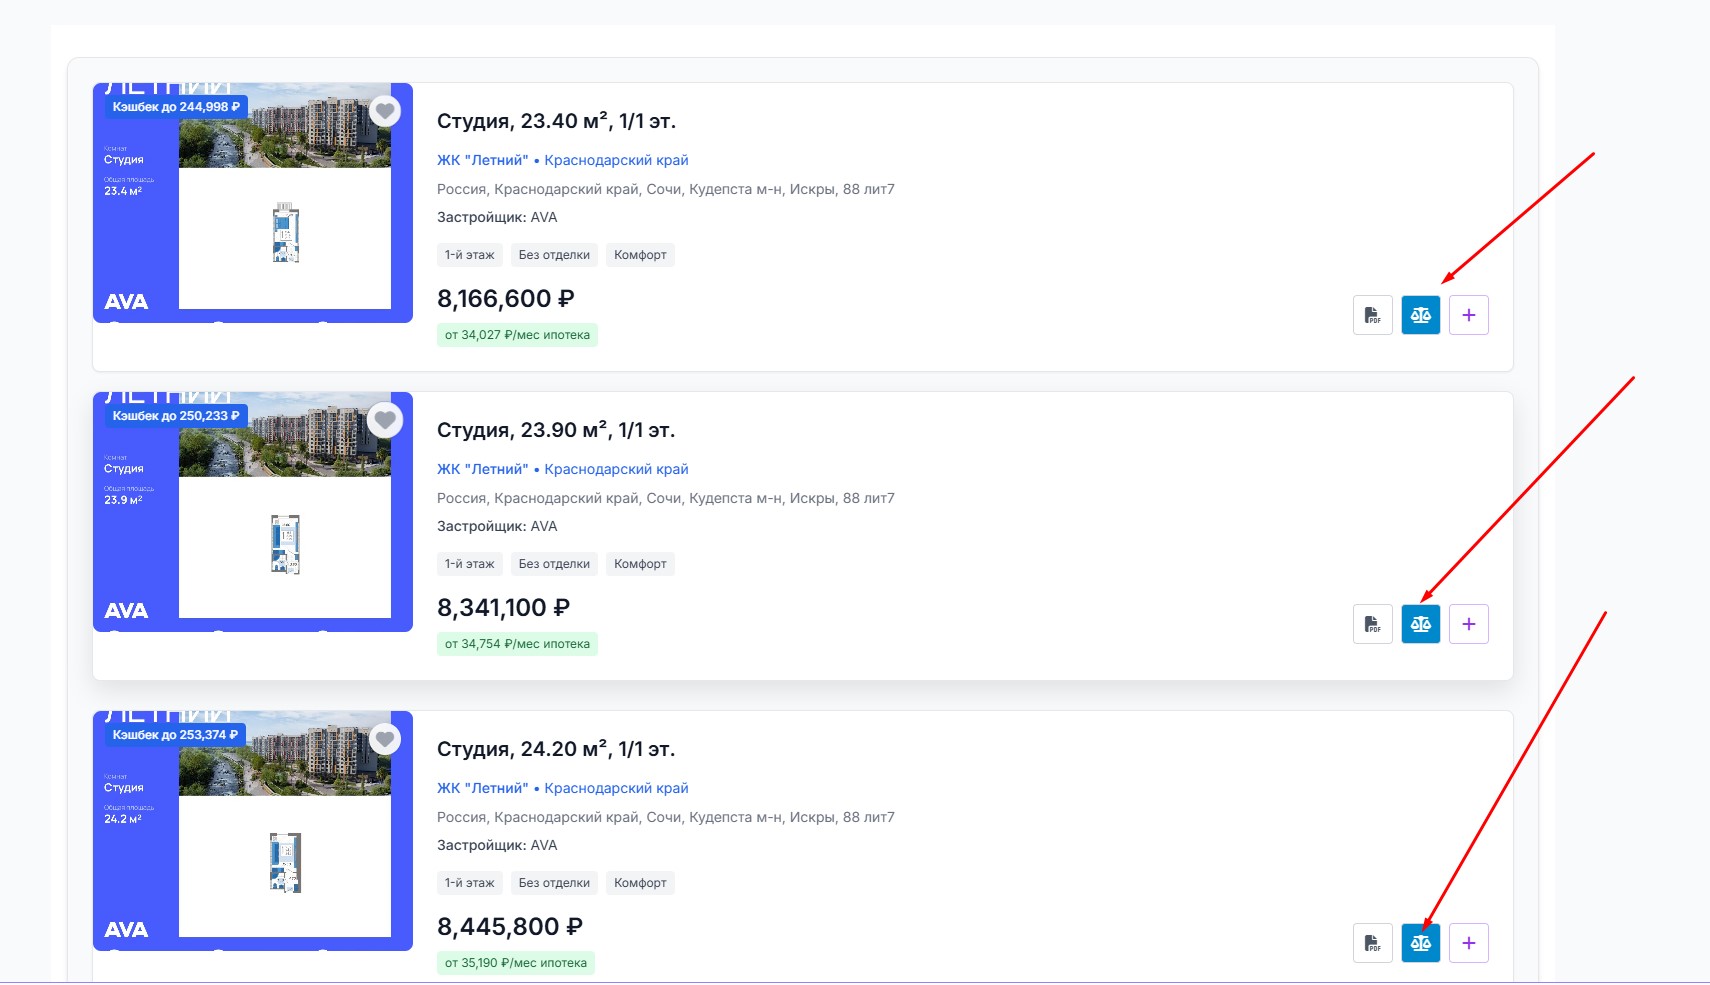 ЛЕТНИЙ
Кэшбек до 244,998 ₽
Комнат
Студия
Общая площадь
23.4 м²
AVA
Студия, 23.40 м², 1/1 эт.
ЖК "Летний" • Краснодарский край
Россия, Краснодарский край, Сочи, Кудепста м-н, Искры, 88 лит7
Застройщик: AVA
1-й этаж Без отделки Комфорт
8,166,600 ₽
от 34,027 ₽/мес ипотека
PDF
+
ЛЕТНИЙ
Кэшбек до 250,233 ₽
Комнат
Студия
Общая площадь
23.9 м²
AVA
Студия, 23.90 м², 1/1 эт.
ЖК "Летний" • Краснодарский край
Россия, Краснодарский край, Сочи, Кудепста м-н, Искры, 88 лит7
Застройщик: AVA
1-й этаж Без отделки Комфорт
8,341,100 ₽
от 34,754 ₽/мес ипотека
PDF
+
ЛЕТНИЙ
Кэшбек до 253,374 ₽
Комнат
Студия
Общая площадь
24.2 м²
AVA
Студия, 24.20 м², 1/1 эт.
ЖК "Летний" • Краснодарский край
Россия, Краснодарский край, Сочи, Кудепста м-н, Искры, 88 лит7
Застройщик: AVA
1-й этаж Без отделки Комфорт
8,445,800 ₽
от 35,190 ₽/мес ипотека
PDF
+